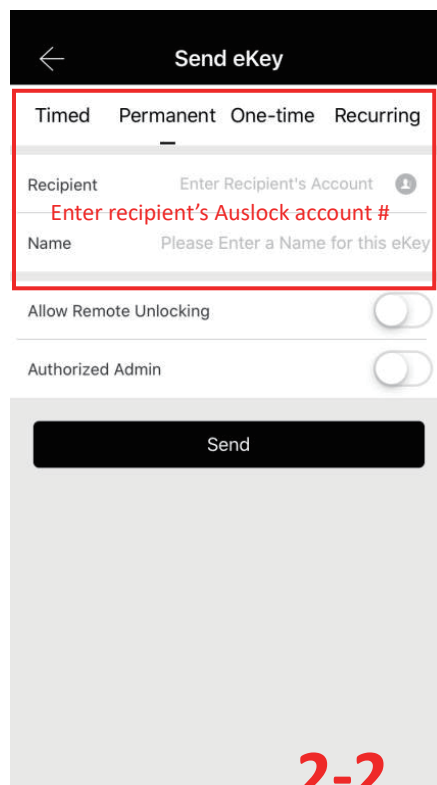 Send eKey
Timed Permanent One-time Recurring
Recipient Enter Recipient's Account
Enter recipient's Auslock account #
Name Please Enter a Name for this eKey
Allow Remote Unlocking
Authorized Admin
Send
2-2